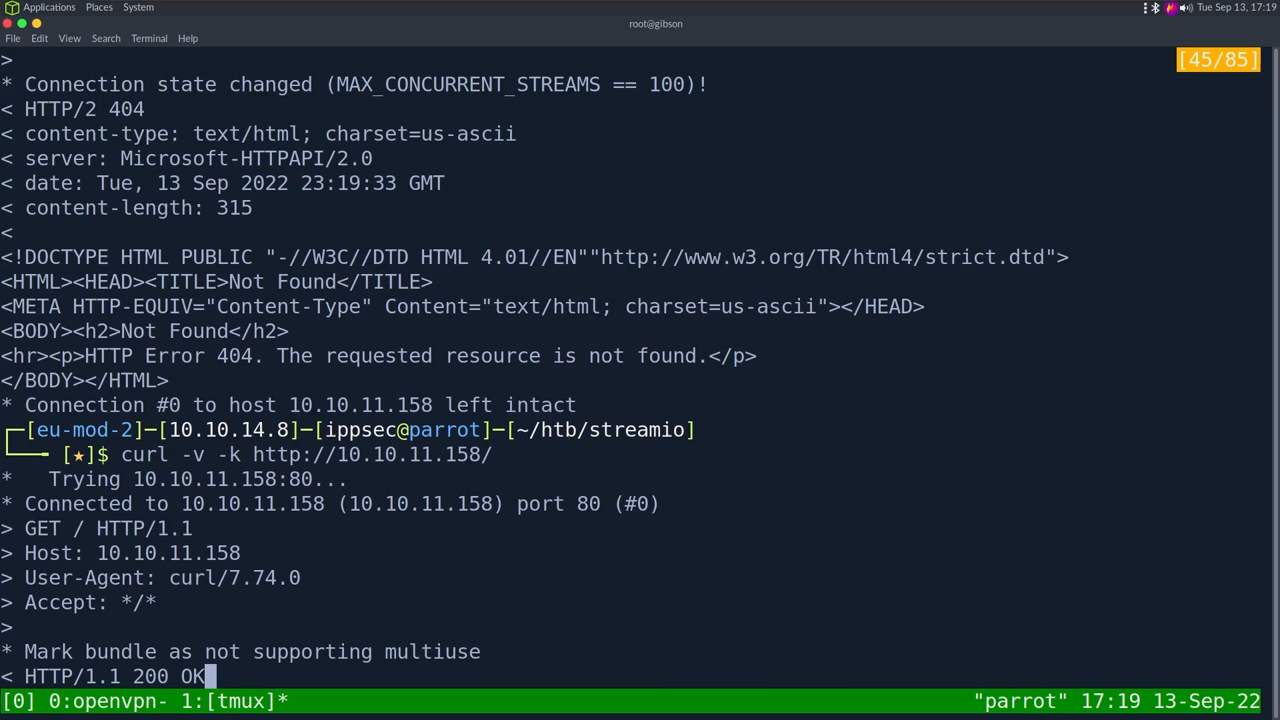 Applications Places System Tue Sep 13, 17:19
root@gibson
File Edit View Search Terminal Help
> [45/85]
* Connection state changed (MAX_CONCURRENT_STREAMS == 100)!
< HTTP/2 404
< content-type: text/html; charset=us-ascii
< server: Microsoft-HTTPAPI/2.0
< date: Tue, 13 Sep 2022 23:19:33 GMT
< content-length: 315
<
<!DOCTYPE HTML PUBLIC "-//W3C//DTD HTML 4.01//EN""http://www.w3.org/TR/html4/strict.dtd">
<HTML><HEAD><TITLE>Not Found</TITLE>
<META HTTP-EQUIV="Content-Type" Content="text/html; charset=us-ascii"></HEAD>
<BODY><h2>Not Found</h2>
<hr><p>HTTP Error 404. The requested resource is not found.</p>
</BODY></HTML>
* Connection #0 to host 10.10.11.158 left intact
┌─[eu-mod-2]─[10.10.14.8]─[ippsec@parrot]─[~/htb/streamio]
└── [★]$ curl -v -k http://10.10.11.158/
*   Trying 10.10.11.158:80...
* Connected to 10.10.11.158 (10.10.11.158) port 80 (#0)
> GET / HTTP/1.1
> Host: 10.10.11.158
> User-Agent: curl/7.74.0
> Accept: */*
>
* Mark bundle as not supporting multiuse
< HTTP/1.1 200 OK
[0] 0:openvpn- 1:[tmux]* "parrot" 17:19 13-Sep-22